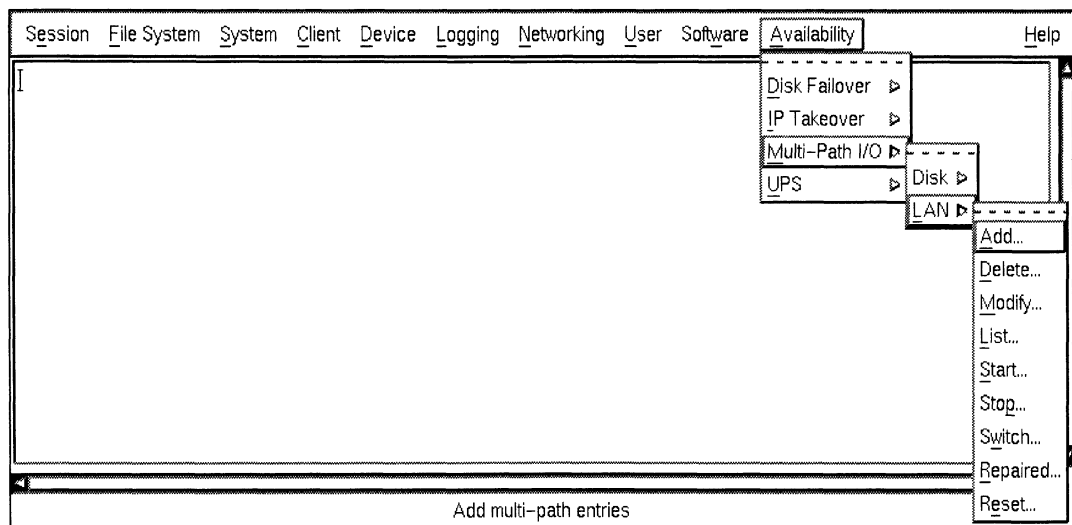 Session File System System Client Device Logging Networking User Software Availability Help
Disk Failover
IP Takeover
Multi-Path I/O
UPS
Disk
LAN
Add...
Delete...
Modify...
List...
Start...
Stop...
Switch...
Repaired...
Reset...
Add multi-path entries